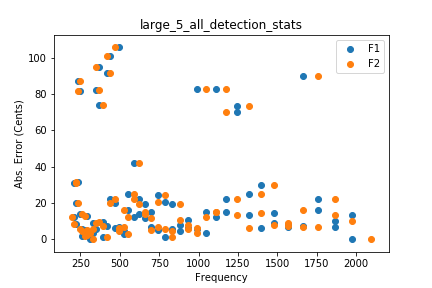 large_5_all_detection_stats
F1
F2
Abs. Error (Cents)
100
80
60
40
20
0
250 500 750 1000 1250 1500 1750 2000
Frequency